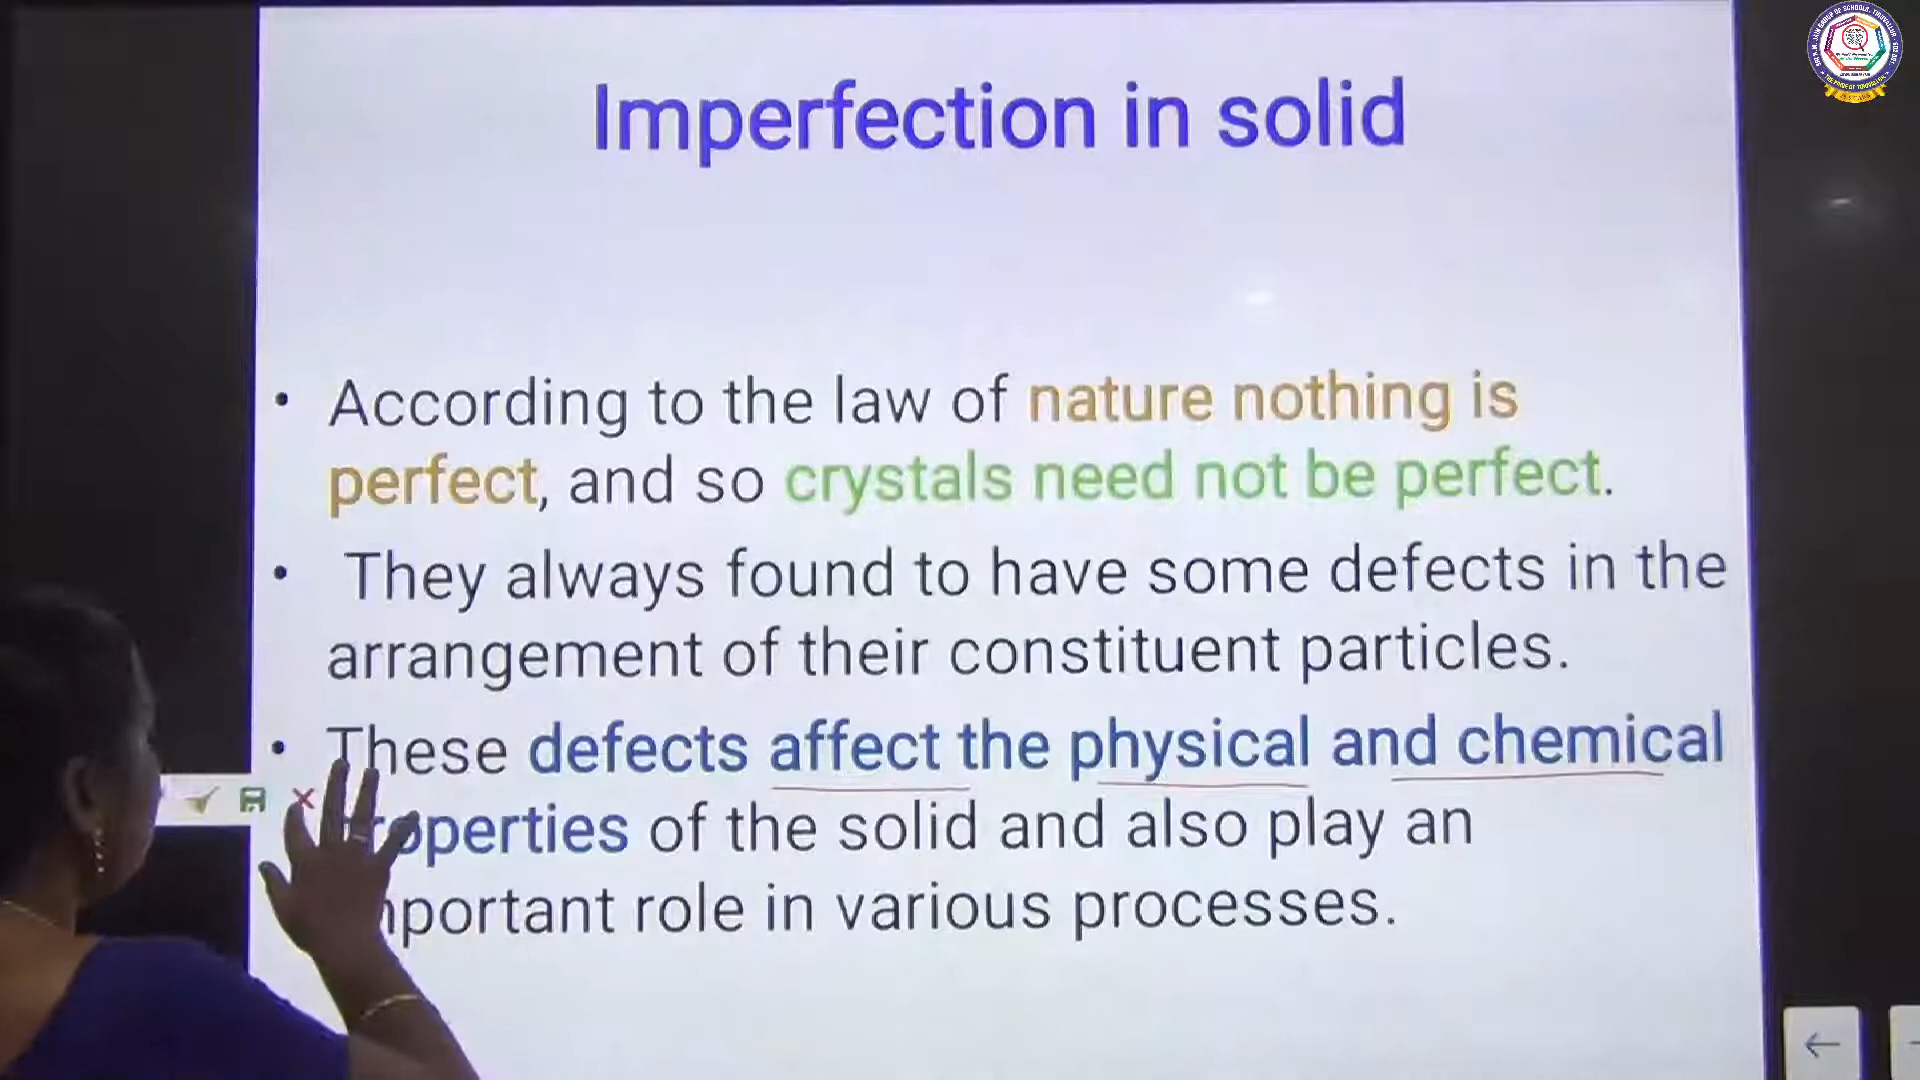 Imperfection in solid
• According to the law of nature nothing is
perfect, and so crystals need not be perfect.
• They always found to have some defects in the
arrangement of their constituent particles.
• These defects affect the physical and chemical
properties of the solid and also play an
important role in various processes.